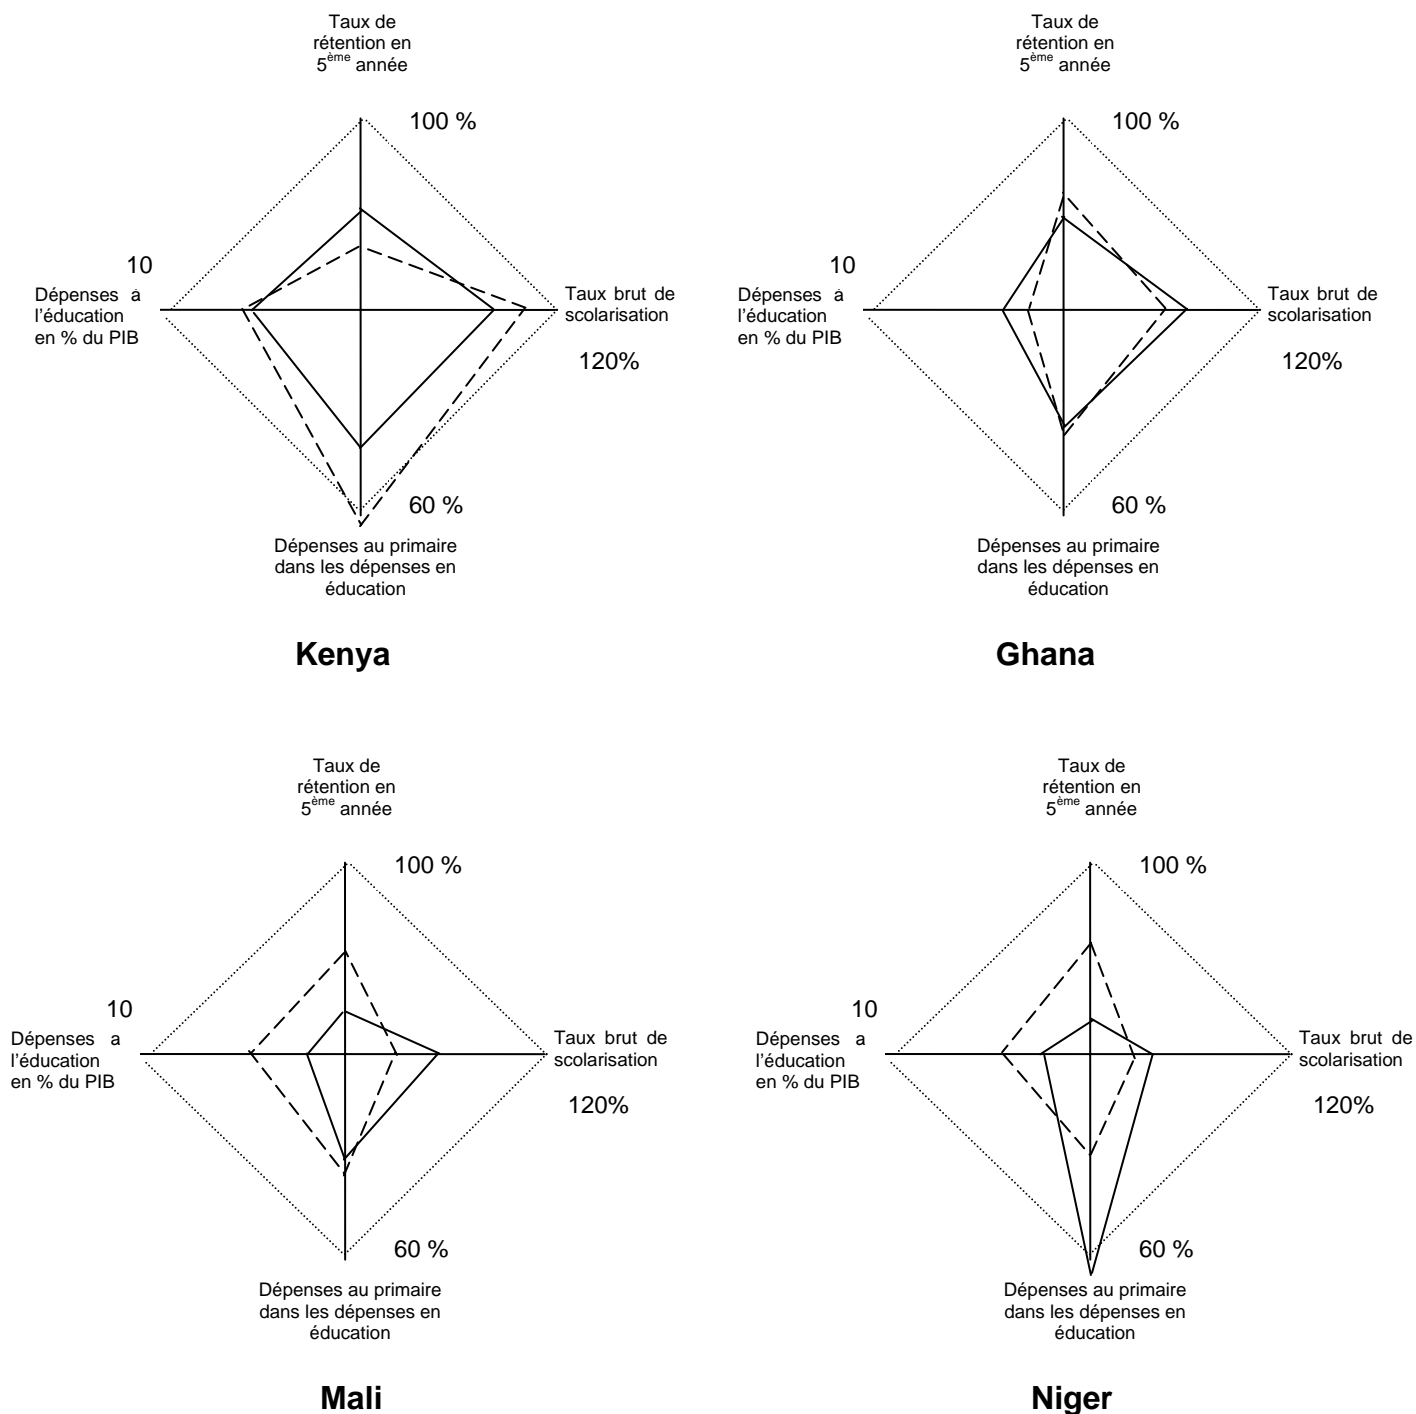 Taux de
rétention en
5ème année
100 %
10
Dépenses à
l'éducation
en % du PIB
Taux brut de
scolarisation
120%
60 %
Dépenses au primaire
dans les dépenses en
éducation
Kenya
Taux de
rétention en
5ème année
100 %
10
Dépenses à
l'éducation
en % du PIB
Taux brut de
scolarisation
120%
60 %
Dépenses au primaire
dans les dépenses en
éducation
Ghana
Taux de
rétention en
5ème année
100 %
10
Dépenses a
l'éducation
en % du PIB
Taux brut de
scolarisation
120%
60 %
Dépenses au primaire
dans les dépenses en
éducation
Mali
Taux de
rétention en
5ème année
100 %
10
Dépenses a
l'éducation
en % du PIB
Taux brut de
scolarisation
120%
60 %
Dépenses au primaire
dans les dépenses en
éducation
Niger